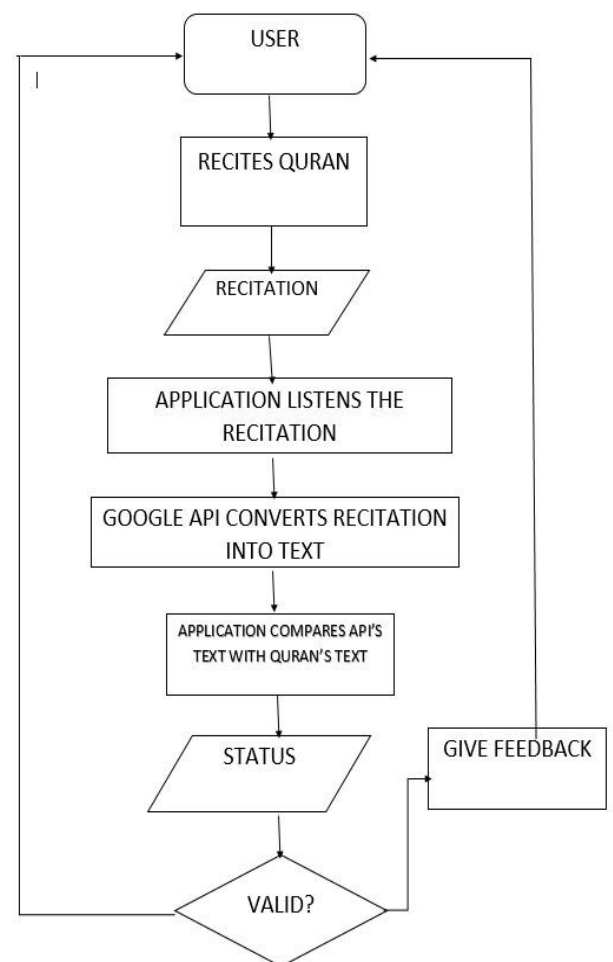 USER
RECITES QURAN
RECITATION
APPLICATION LISTENS THE
RECITATION
GOOGLE API CONVERTS RECITATION
INTO TEXT
APPLICATION COMPARES API'S
TEXT WITH QURAN'S TEXT
STATUS
GIVE FEEDBACK
VALID?